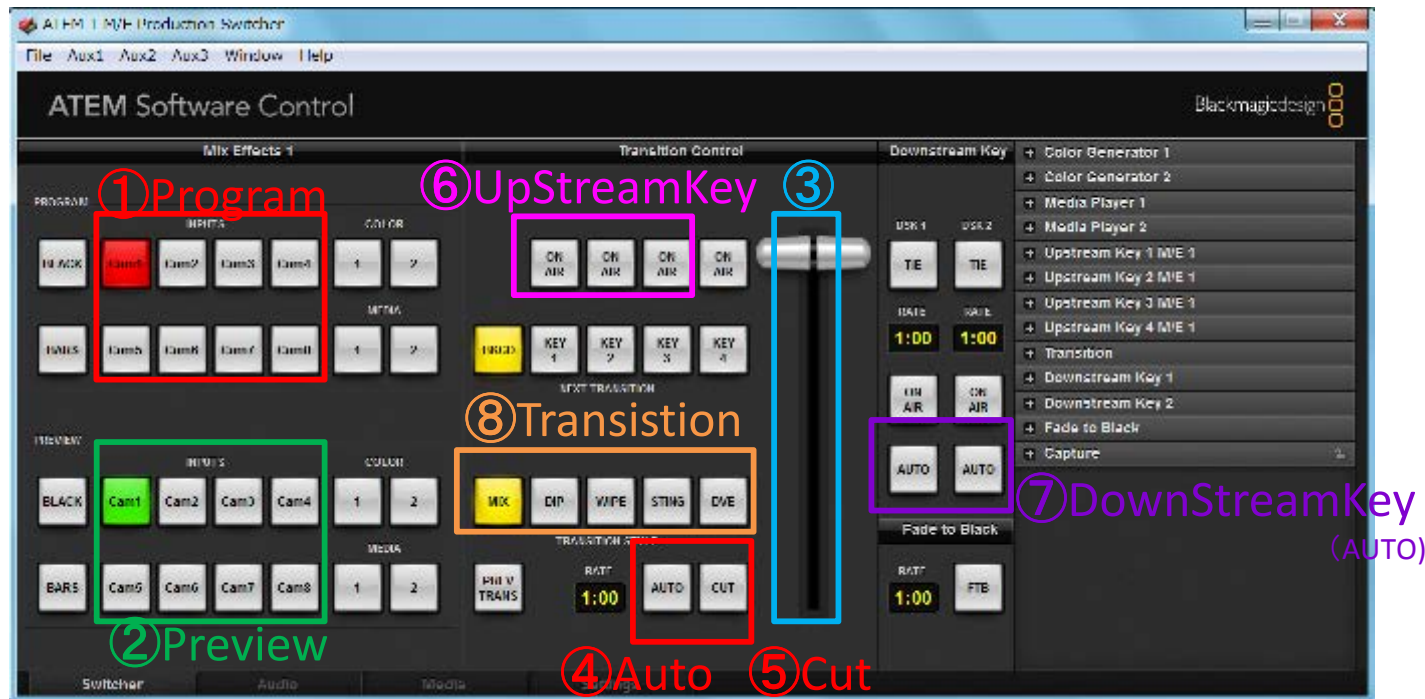 ATEM 1 M/E Production Switcher
File Aux1 Aux2 Aux3 Window Help
ATEM Software Control
Blackmagicdesign
Mix Effects 1
Transition Control
Downstream Key
①Program
⑥UpStreamKey
③
PROGRAM
INPUTS
COLOR
BLACK Cam1 Cam2 Cam3 Cam4 1 2
MEDIA
BARS Cam5 Cam6 Cam7 Cam8 1 2
ON AIR ON AIR ON AIR ON AIR
BKGD KEY 1 KEY 2 KEY 3 KEY 4
NEXT TRANSITION
⑧Transistion
PREVIEW
INPUTS
COLOR
BLACK Cam1 Cam2 Cam3 Cam4 1 2
MEDIA
BARS Cam5 Cam6 Cam7 Cam8 1 2
②Preview
MIX DIP WIPE STING DVE
TRANSITION STYLE
PREV TRANS
RATE
1:00
AUTO CUT
④Auto ⑤Cut
DSK 1 DSK 2
TIE TIE
RATE RATE
1:00 1:00
ON AIR ON AIR
AUTO AUTO
⑦DownStreamKey
（AUTO)
Fade to Black
RATE
1:00 FTB
Color Generator 1
Color Generator 2
Media Player 1
Media Player 2
Upstream Key 1 M/E 1
Upstream Key 2 M/E 1
Upstream Key 3 M/E 1
Upstream Key 4 M/E 1
Transition
Downstream Key 1
Downstream Key 2
Fade to Black
Capture
Switcher Audio Media Settings